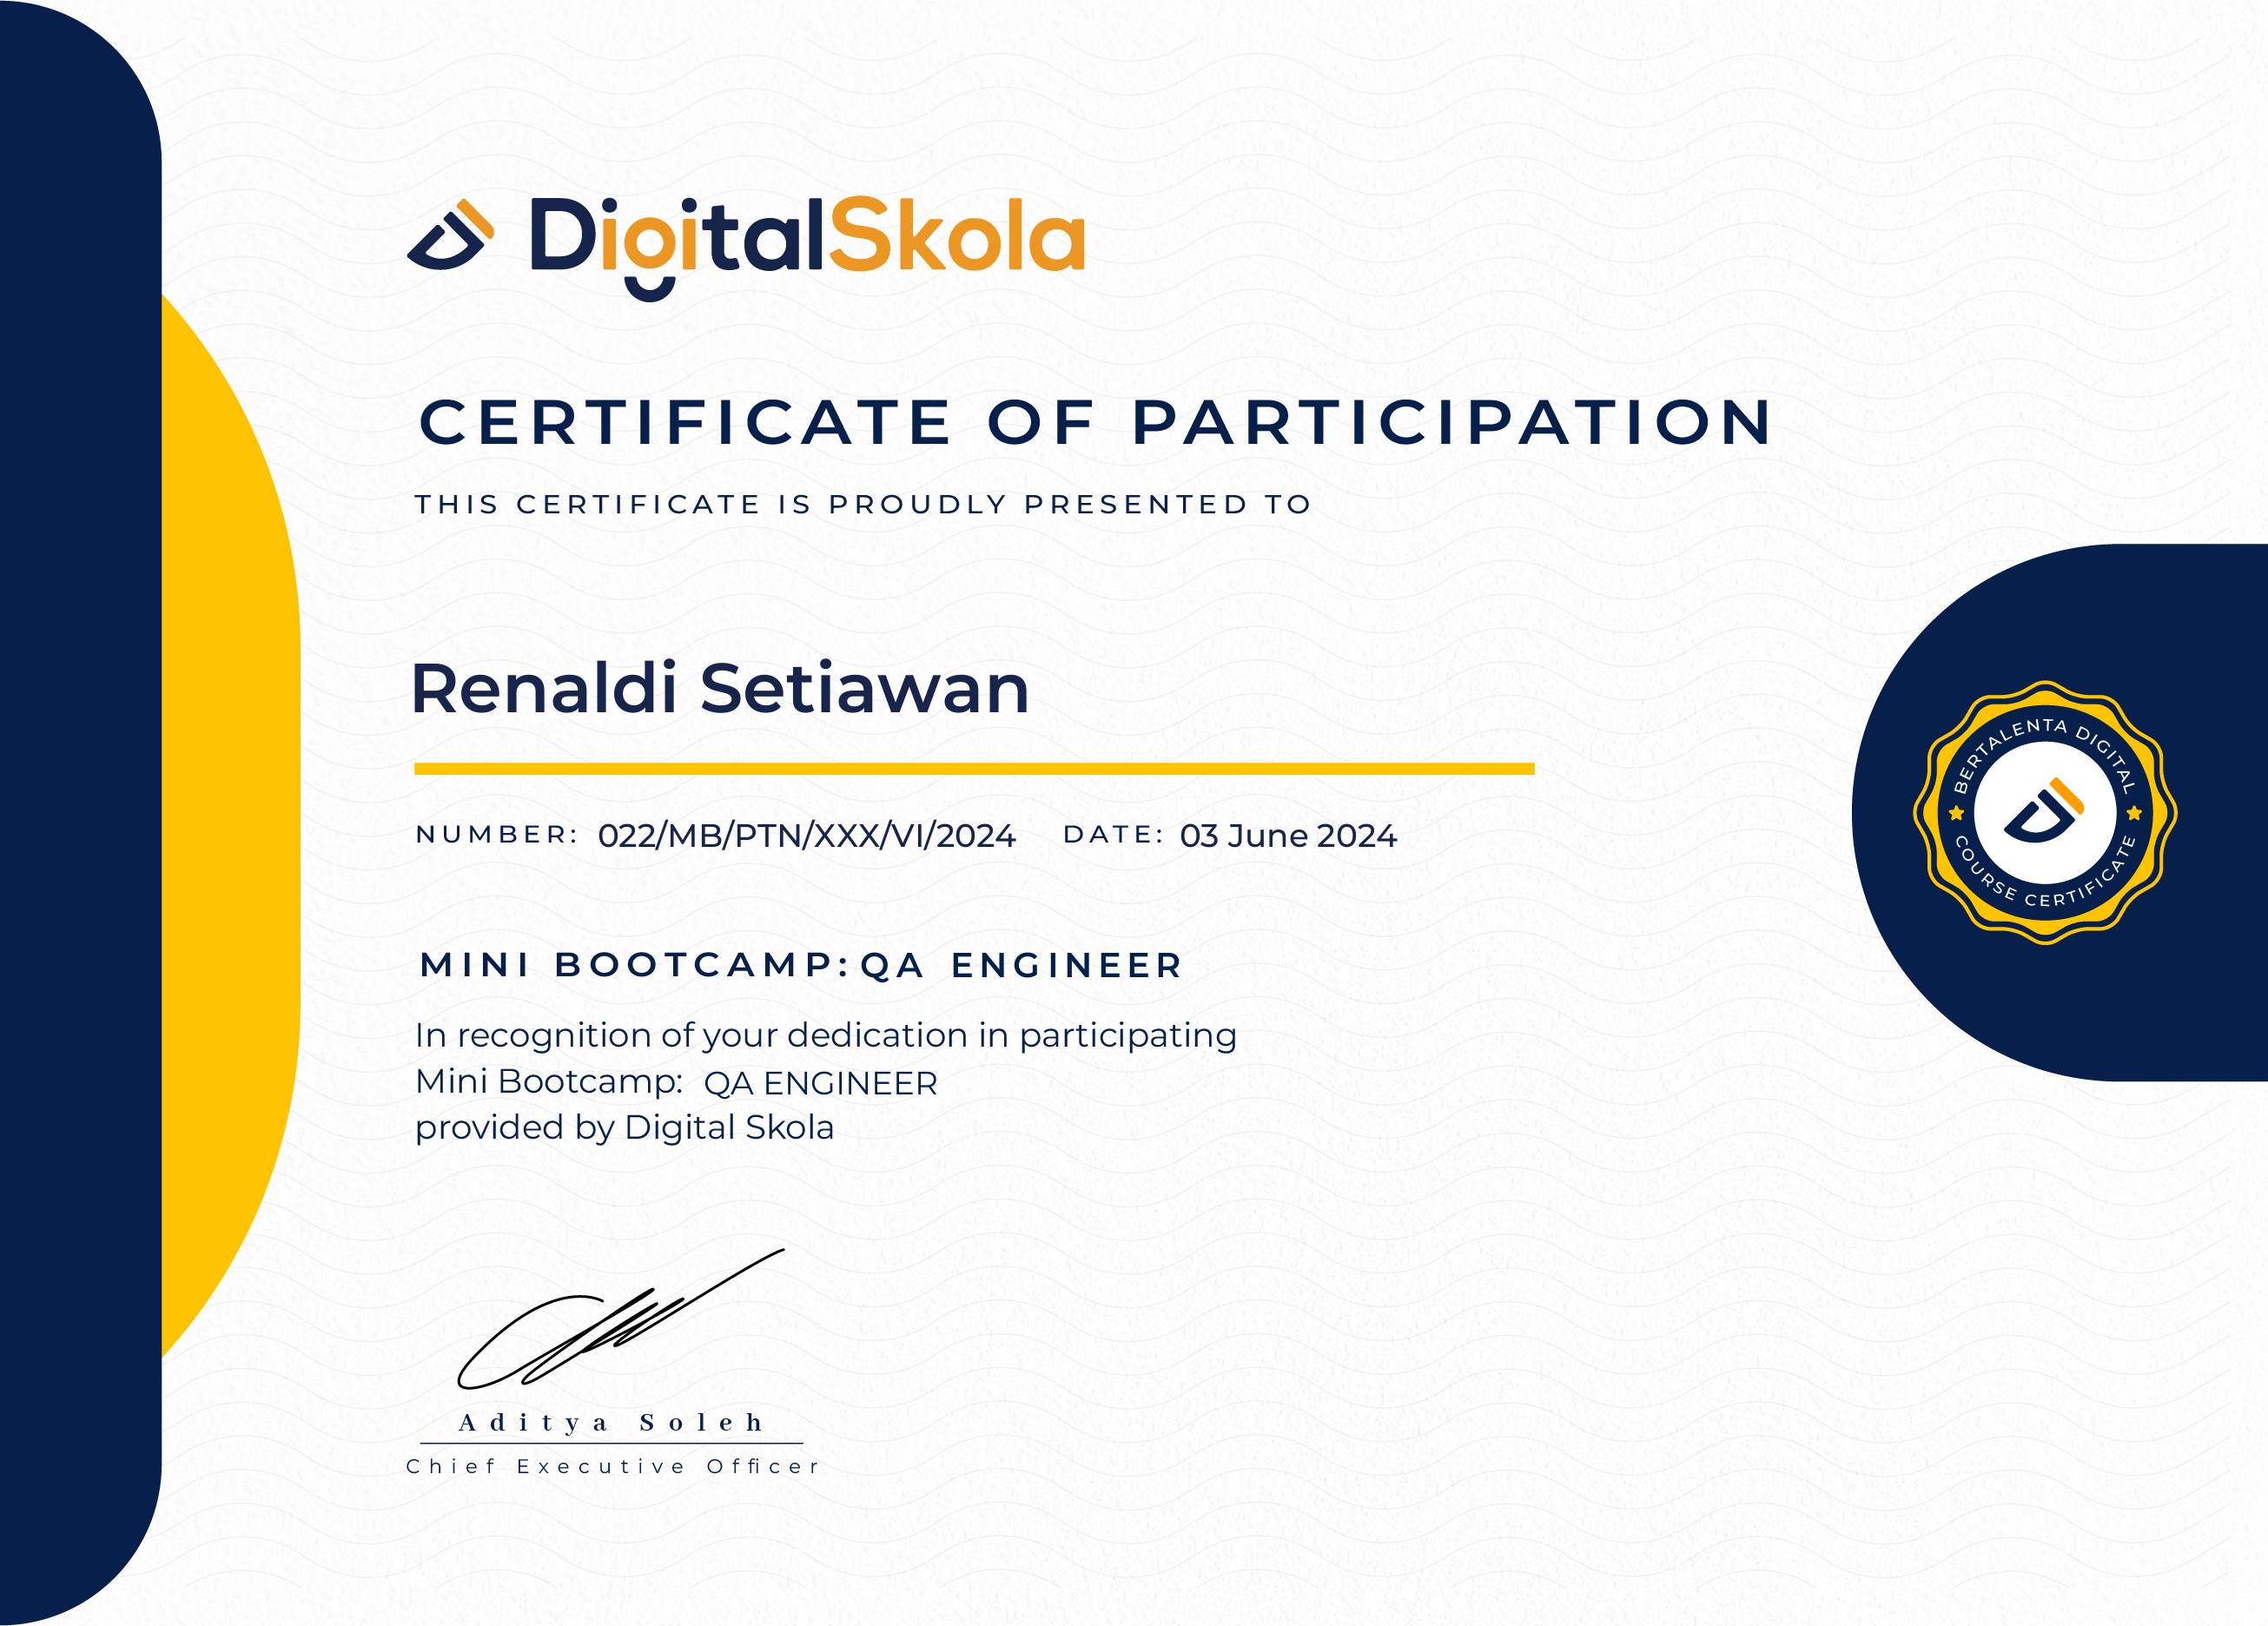 DigitalSkola
CERTIFICATE OF PARTICIPATION
THIS CERTIFICATE IS PROUDLY PRESENTED TO
Renaldi Setiawan
NUMBER: 022/MB/PTN/XXX/VI/2024 DATE: 03 June 2024
BERTALENTA DIGITAL
COURSE CERTIFICATE
MINI BOOTCAMP: QA ENGINEER
In recognition of your dedication in participating
Mini Bootcamp: QA ENGINEER
provided by Digital Skola
Aditya Soleh
Chief Executive Officer